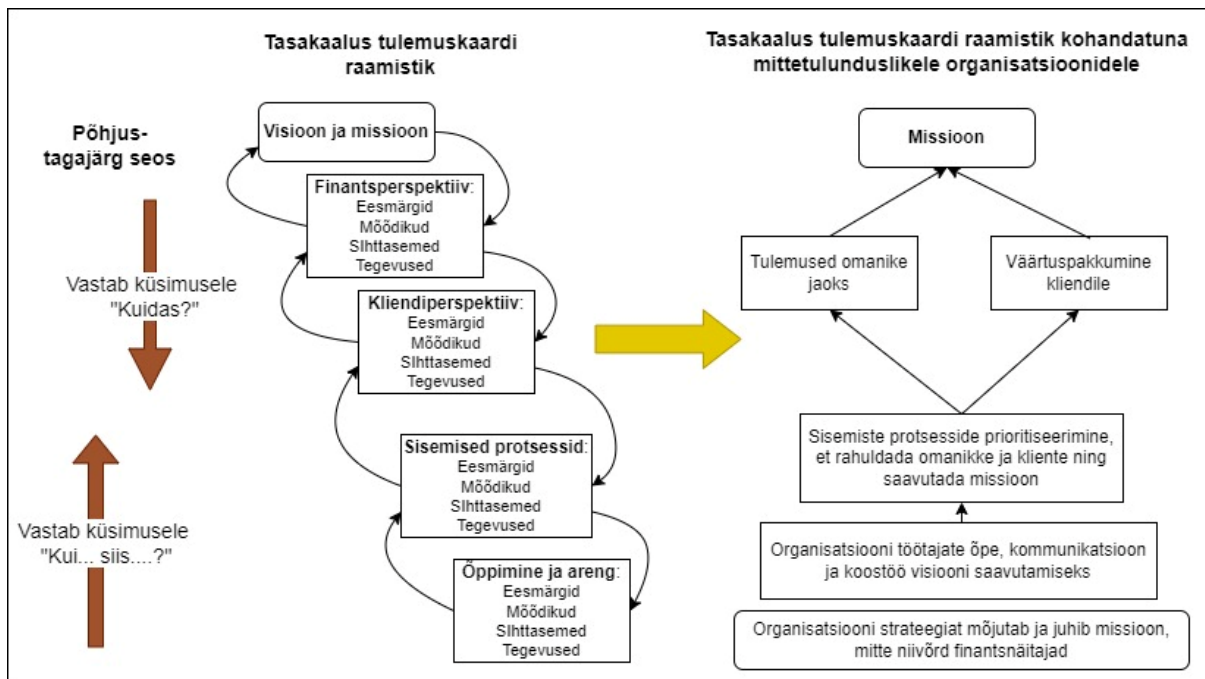 Tasakaalus tulemuskaardi
raamistik
Tasakaalus tulemuskaardi raamistik kohandatuna
mittetulunduslikele organisatsioonidele
Põhjus-
tagajärg seos
Vastab küsimusele
"Kuidas?"
Vastab küsimusele
"Kui... siis....?"
Visioon ja missioon
Finantsperspektiiv:
Eesmärgid
Mõõdikud
SIhttasemed
Tegevused
Kliendiperspektiiv:
Eesmärgid
Mõõdikud
SIhttasemed
Tegevused
Sisemised protsessid:
Eesmärgid
Mõõdikud
SIhttasemed
Tegevused
Õppimine ja areng:
Eesmärgid
Mõõdikud
SIhttasemed
Tegevused
Missioon
Tulemused omanike
jaoks
Väärtuspakkumine
kliendile
Sisemiste protsesside prioritiseerimine,
et rahuldada omanikke ja kliente ning
saavutada missioon
Organisatsiooni töötajate õpe, kommunikatsioon
ja koostöö visiooni saavutamiseks
Organisatsiooni strateegiat mõjutab ja juhib missioon,
mitte niivõrd finantsnäitajad